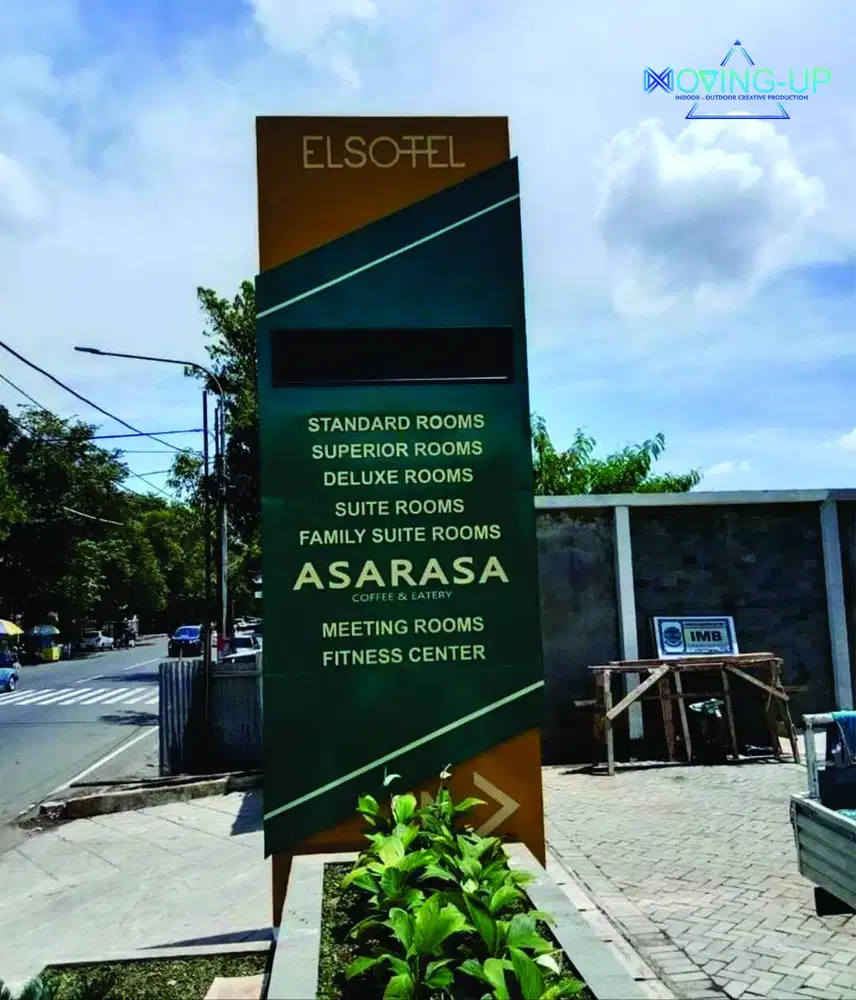 MOVING-UP
INDOOR - OUTDOOR CREATIVE PRODUCTION
ELSOTEL
STANDARD ROOMS
SUPERIOR ROOMS
DELUXE ROOMS
SUITE ROOMS
FAMILY SUITE ROOMS
ASARASA
COFFEE & EATERY
MEETING ROOMS
FITNESS CENTER
IMB